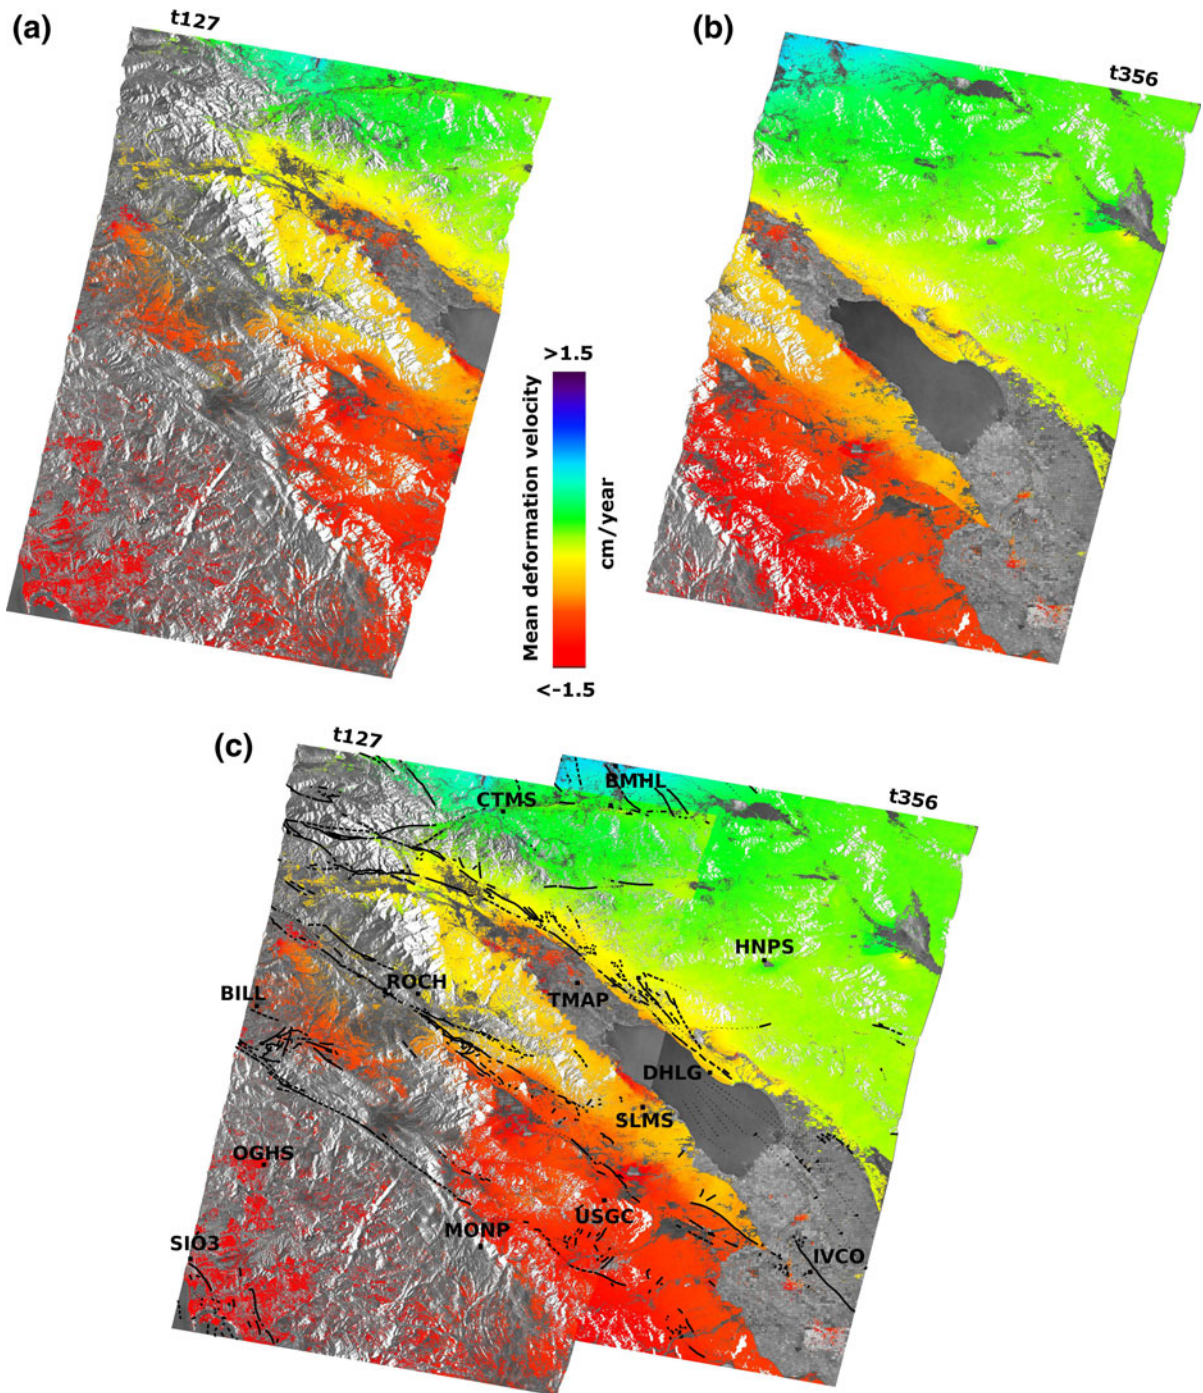 (a)
t127
(b)
t356
>1.5
Mean deformation velocity
cm/year
<-1.5
(c)
t127
t356
BMHL
CTMS
HNPS
ROCH
BILL
TMAP
DHLG
SLMS
OGHS
USGC
MONP
SIO3
IVCO